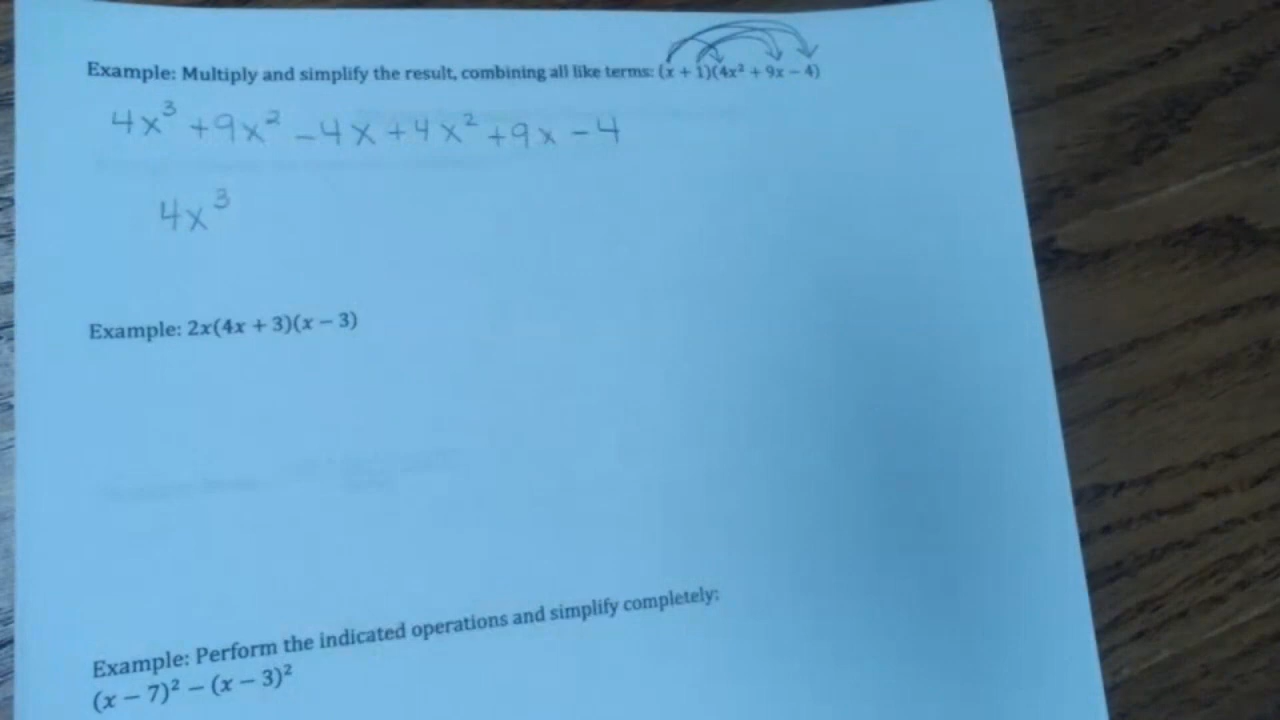 Example: Multiply and simplify the result, combining all like terms: (x + 1)(4x² + 9x − 4)
4x³ + 9x² − 4x + 4x² + 9x − 4
4x³
Example: 2x(4x + 3)(x − 3)
Example: Perform the indicated operations and simplify completely:
(x − 7)² − (x − 3)²